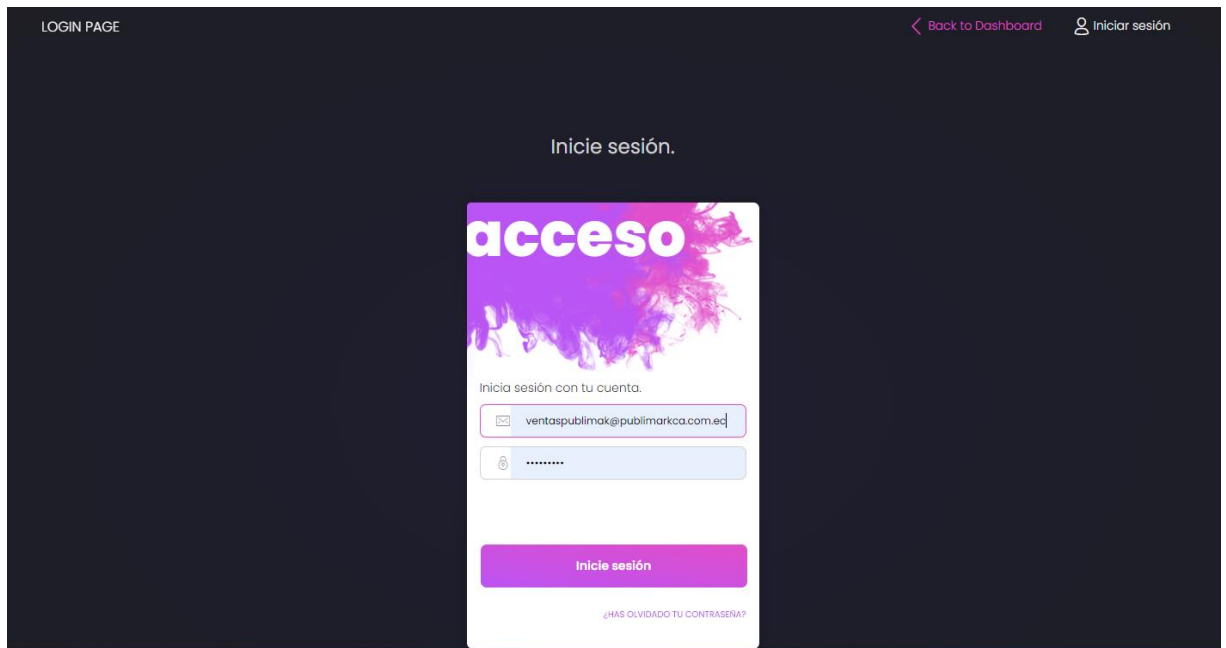 LOGIN PAGE
Back to Dashboard
Iniciar sesión
Inicie sesión.
acceso
Inicia sesión con tu cuenta.
ventaspublimak@publimarkca.com.ec
•••••••••
Inicie sesión
¿HAS OLVIDADO TU CONTRASEÑA?